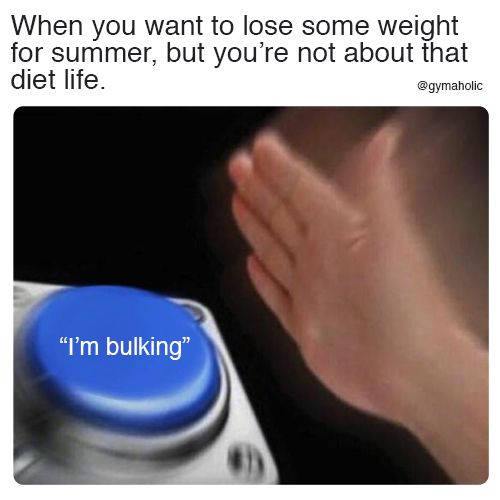 When you want to lose some weight
for summer, but you’re not about that
diet life.
@gymaholic
“I’m bulking”